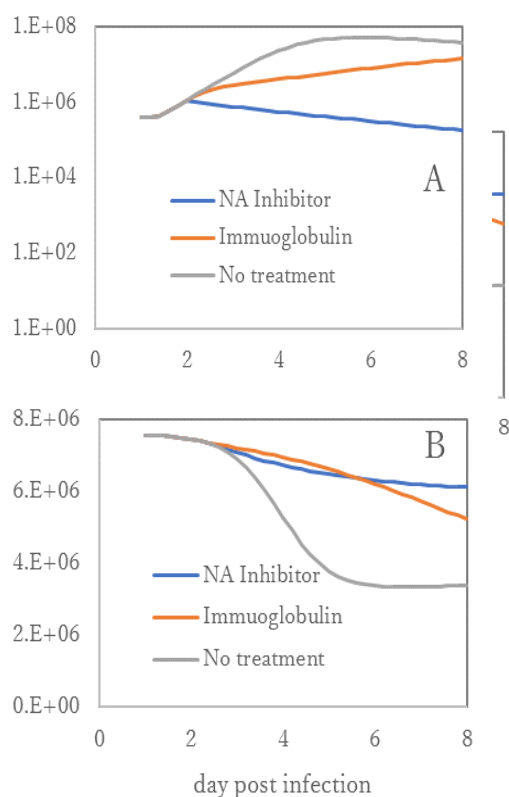 1.E+08
1.E+06
1.E+04
1.E+02
1.E+00
A
NA Inhibitor
Immuoglobulin
No treatment
0 2 4 6 8
8
8.E+06
6.E+06
4.E+06
2.E+06
0.E+00
B
NA Inhibitor
Immuoglobulin
No treatment
0 2 4 6 8
day post infection